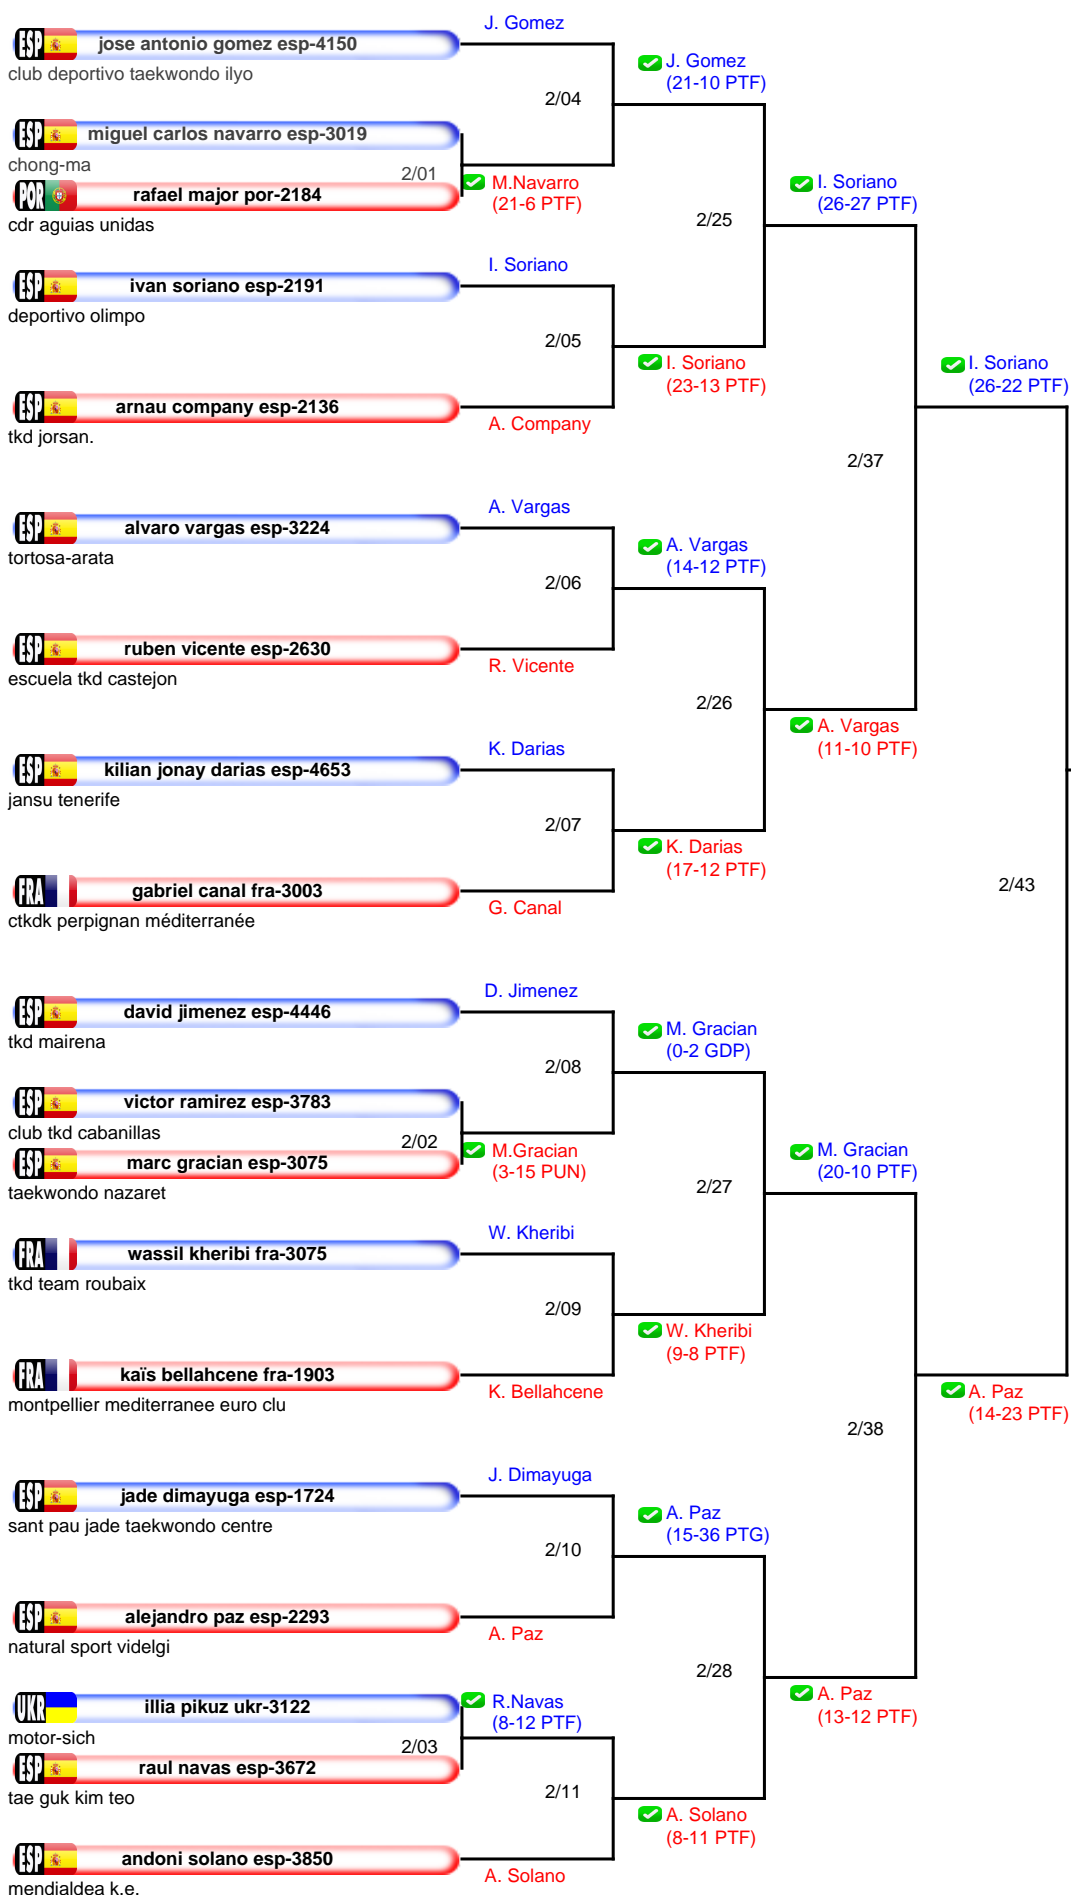 J. Gomez
ESP jose antonio gomez esp-4150
club deportivo taekwondo ilyo
J. Gomez
(21-10 PTF)
2/04
ESP miguel carlos navarro esp-3019
chong-ma
2/01
M.Navarro
(21-6 PTF)
POR rafael major por-2184
cdr aguias unidas
I. Soriano
(26-27 PTF)
2/25
I. Soriano
ESP ivan soriano esp-2191
deportivo olimpo
2/05
I. Soriano
(23-13 PTF)
I. Soriano
(26-22 PTF)
ESP arnau company esp-2136
A. Company
tkd jorsan.
2/37
A. Vargas
ESP alvaro vargas esp-3224
tortosa-arata
A. Vargas
(14-12 PTF)
2/06
ESP ruben vicente esp-2630
R. Vicente
escuela tkd castejon
2/26
A. Vargas
(11-10 PTF)
K. Darias
ESP kilian jonay darias esp-4653
jansu tenerife
2/07
K. Darias
(17-12 PTF)
2/43
FRA gabriel canal fra-3003
G. Canal
ctkdk perpignan méditerranée
D. Jimenez
ESP david jimenez esp-4446
tkd mairena
M. Gracian
(0-2 GDP)
2/08
ESP victor ramirez esp-3783
club tkd cabanillas
2/02
M.Gracian
(3-15 PUN)
ESP marc gracian esp-3075
taekwondo nazaret
M. Gracian
(20-10 PTF)
2/27
W. Kheribi
FRA wassil kheribi fra-3075
tkd team roubaix
2/09
W. Kheribi
(9-8 PTF)
FRA kaïs bellahcene fra-1903
K. Bellahcene
montpellier mediterranee euro clu
A. Paz
(14-23 PTF)
2/38
J. Dimayuga
ESP jade dimayuga esp-1724
sant pau jade taekwondo centre
A. Paz
(15-36 PTG)
2/10
ESP alejandro paz esp-2293
A. Paz
natural sport videlgi
2/28
A. Paz
(13-12 PTF)
UKR illia pikuz ukr-3122
motor-sich
R.Navas
(8-12 PTF)
2/03
ESP raul navas esp-3672
tae guk kim teo
2/11
A. Solano
(8-11 PTF)
ESP andoni solano esp-3850
A. Solano
mendialdea k.e.